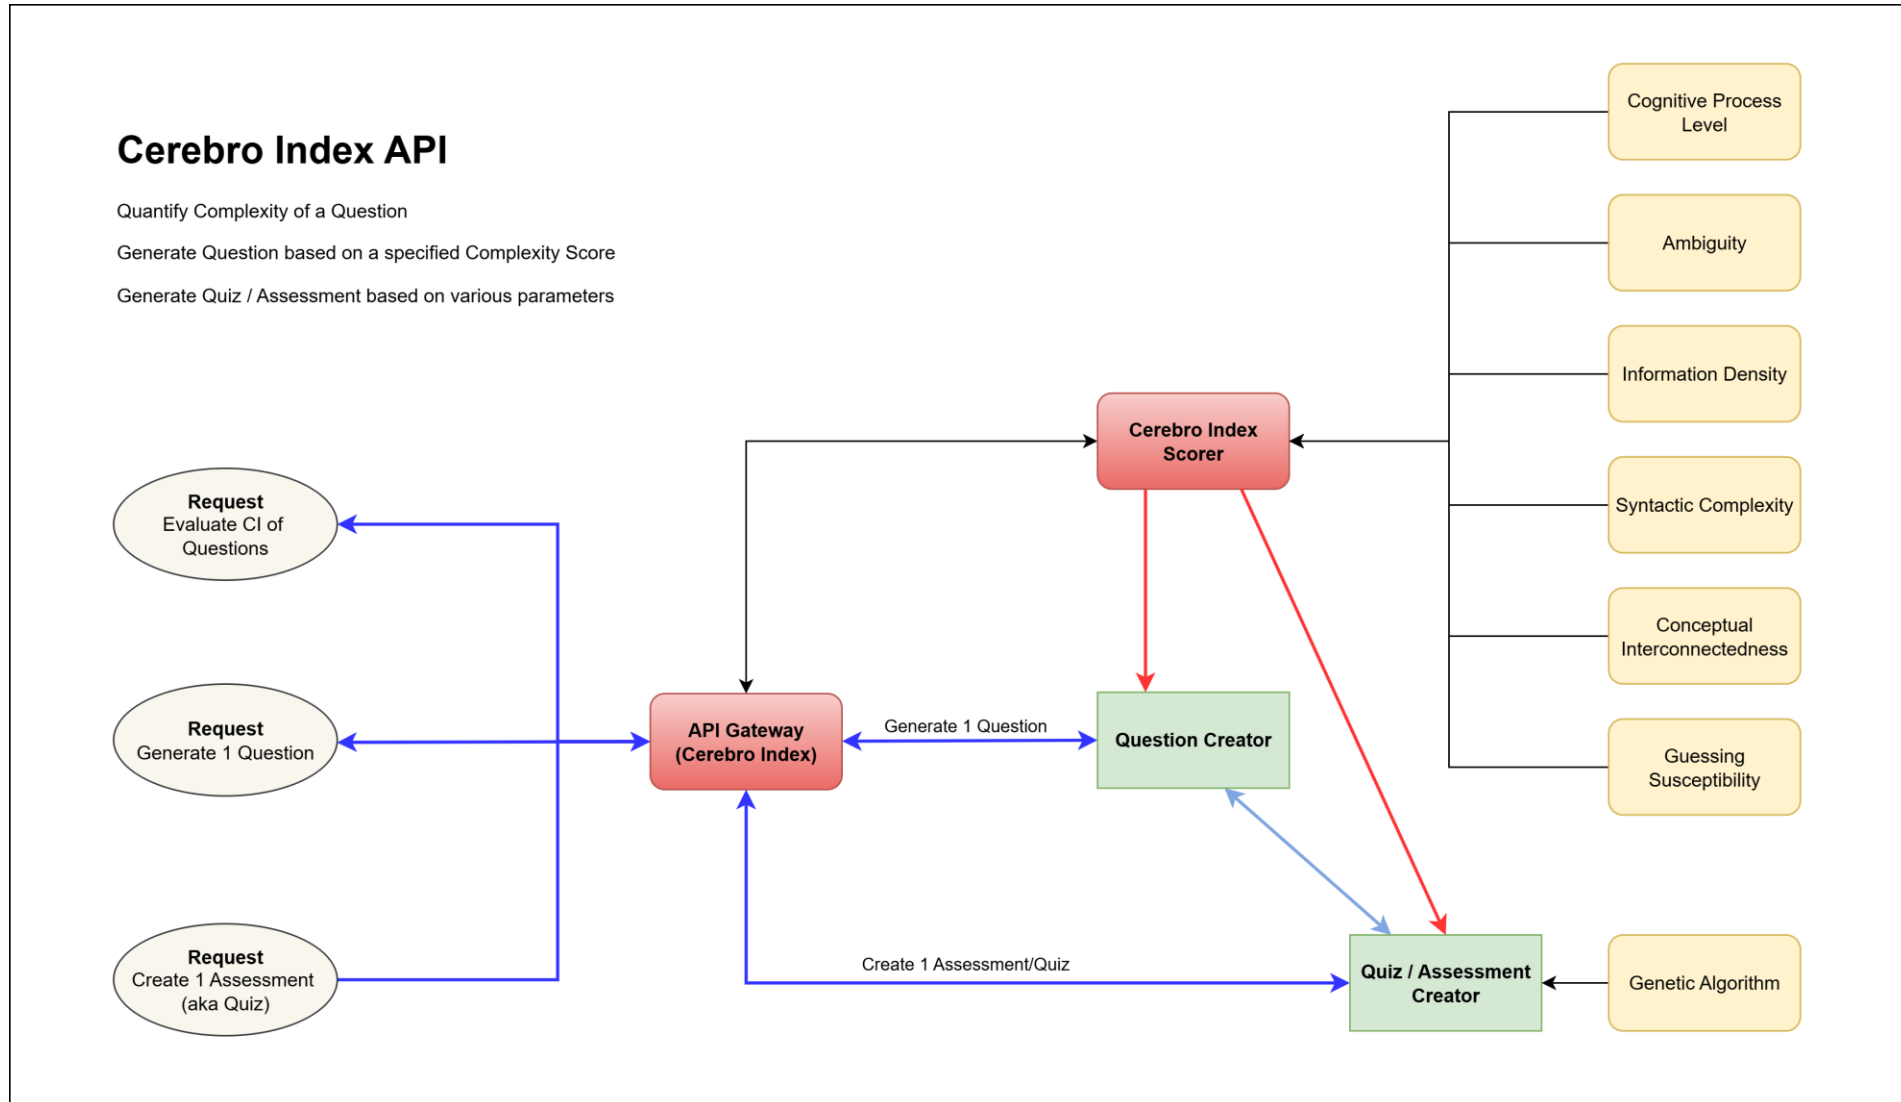 Cerebro Index API
Quantify Complexity of a Question
Generate Question based on a specified Complexity Score
Generate Quiz / Assessment based on various parameters
Request
Evaluate CI of
Questions
Request
Generate 1 Question
Request
Create 1 Assessment
(aka Quiz)
API Gateway
(Cerebro Index)
Generate 1 Question
Create 1 Assessment/Quiz
Cerebro Index
Scorer
Question Creator
Quiz / Assessment
Creator
Cognitive Process
Level
Ambiguity
Information Density
Syntactic Complexity
Conceptual
Interconnectedness
Guessing
Susceptibility
Genetic Algorithm